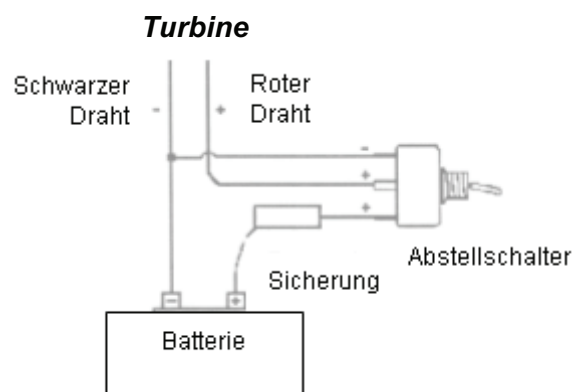 Turbine
Schwarzer
Draht
-
Roter
Draht
+
-
+
+
Abstellschalter
Sicherung
-
+
Batterie